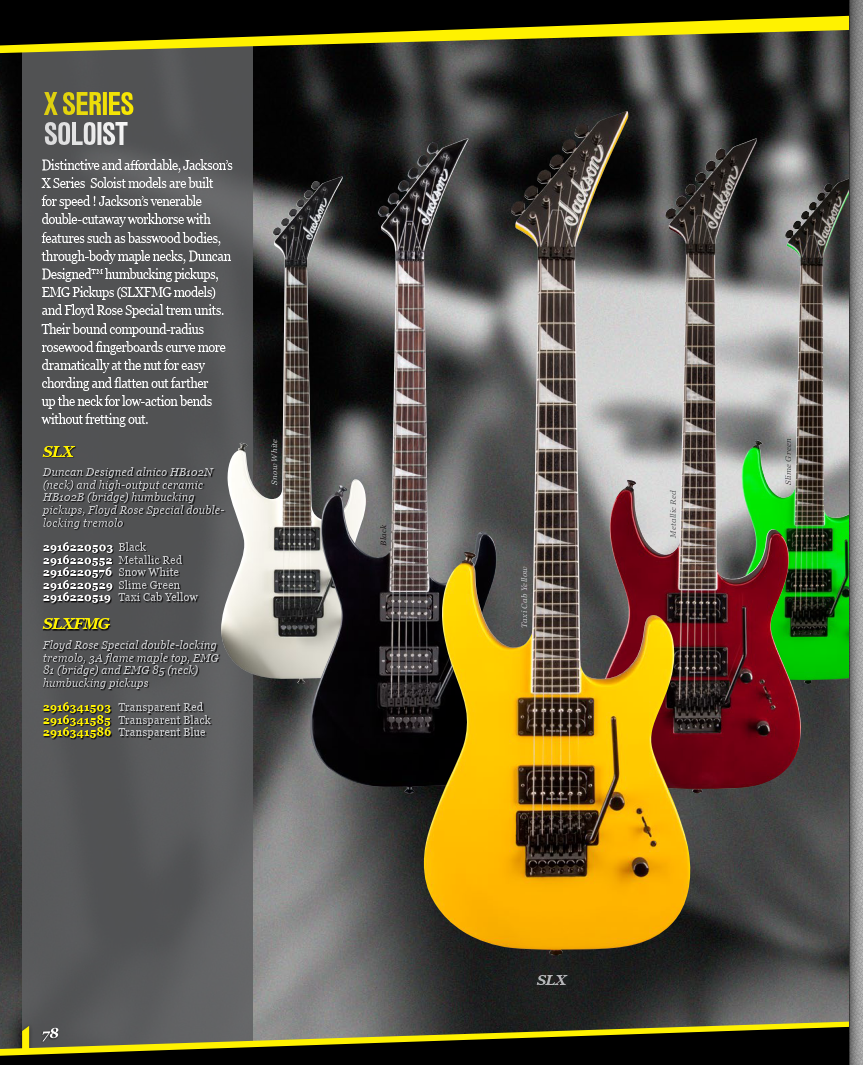 X SERIES
SOLOIST
Distinctive and affordable, Jackson's
X Series Soloist models are built
for speed ! Jackson's venerable
double-cutaway workhorse with
features such as basswood bodies,
through-body maple necks, Duncan
Designed™ humbucking pickups,
EMG Pickups (SLXFMG models)
and Floyd Rose Special trem units.
Their bound compound-radius
rosewood fingerboards curve more
dramatically at the nut for easy
chording and flatten out farther
up the neck for low-action bends
without fretting out.
SLX
Duncan Designed alnico HB102N
(neck) and high-output ceramic
HB102B (bridge) humbucking
pickups, Floyd Rose Special double-
locking tremolo
2916220503 Black
2916220552 Metallic Red
2916220576 Snow White
2916220529 Slime Green
2916220519 Taxi Cab Yellow
SLXFMG
Floyd Rose Special double-locking
tremolo, 3A flame maple top, EMG
81 (bridge) and EMG 85 (neck)
humbucking pickups
2916341503 Transparent Red
2916341585 Transparent Black
2916341586 Transparent Blue
78
Jackson
Jackson
Jackson
Jackson
Jackson
Snow White
Black
Taxi Cab Yellow
Metallic Red
Slime Green
SLX